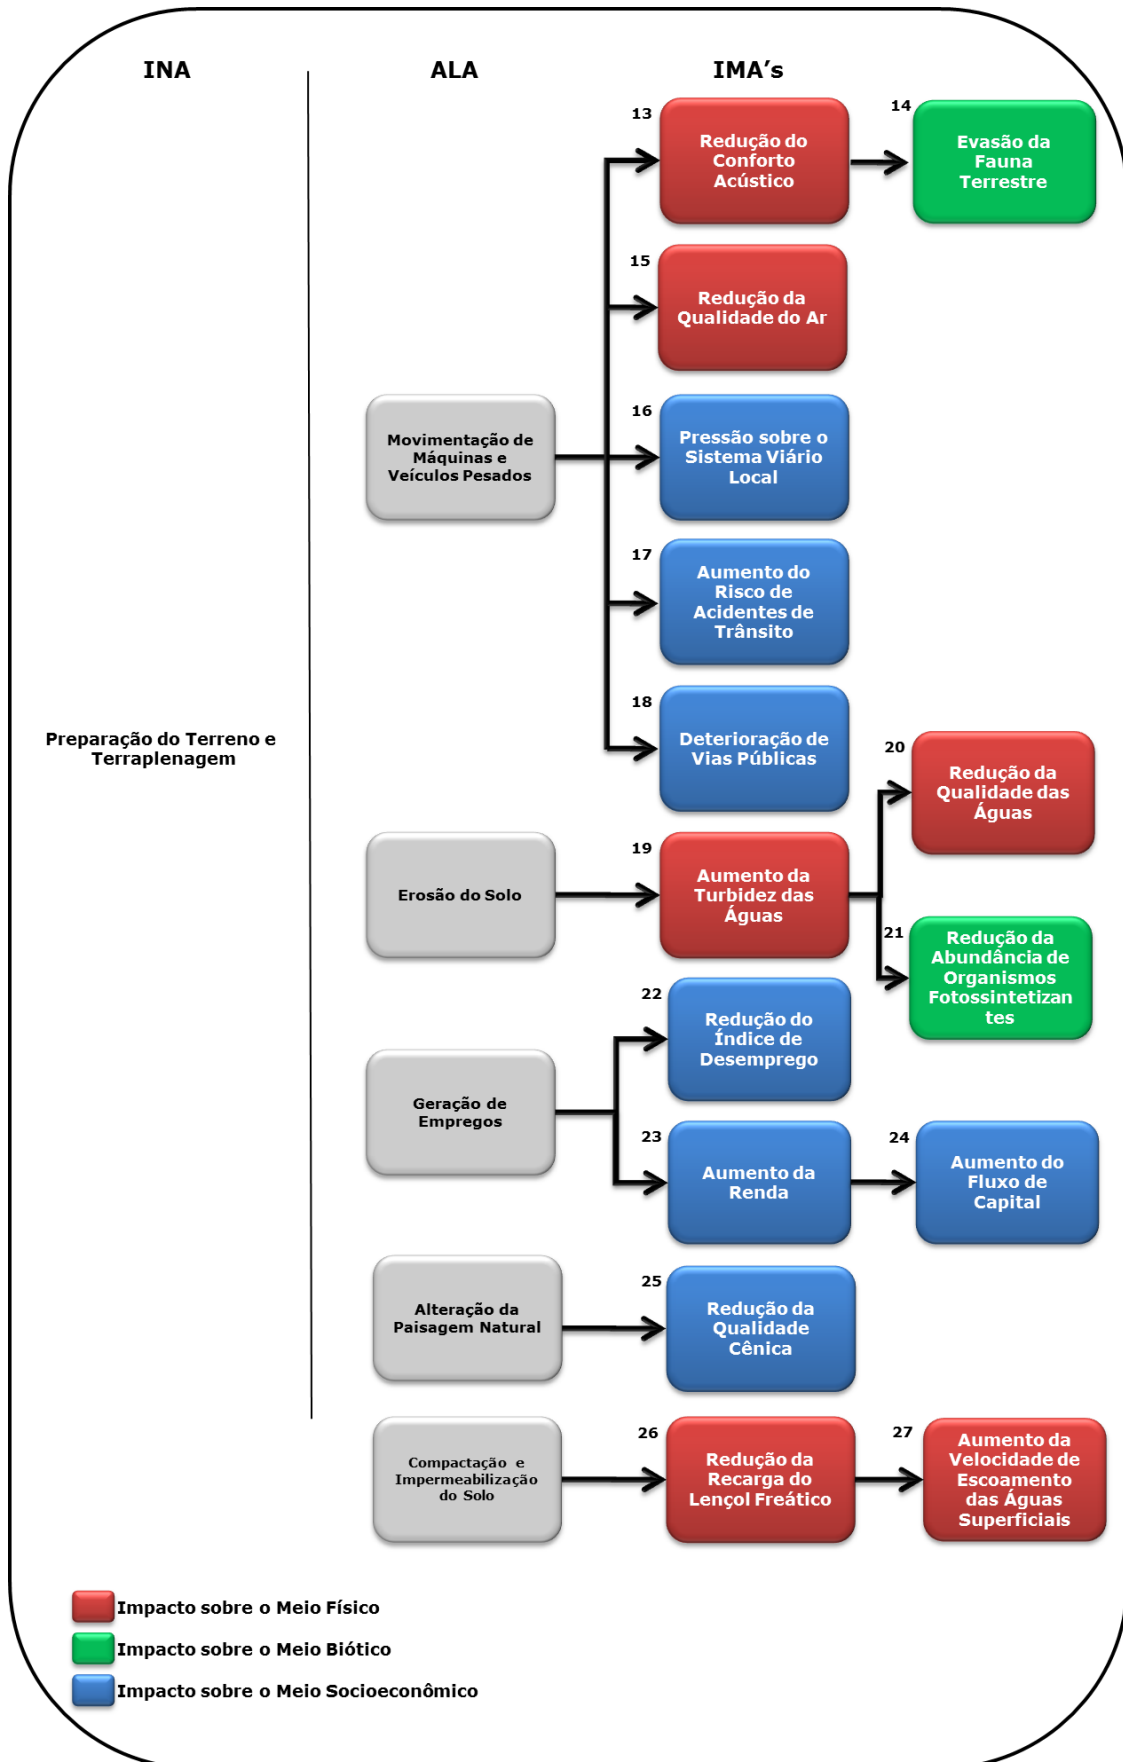 INA
ALA
IMA's
13
Redução do
Conforto
Acústico
14
Evasão da
Fauna
Terrestre
15
Redução da
Qualidade do Ar
Movimentação de
Máquinas e
Veículos Pesados
16
Pressão sobre o
Sistema Viário
Local
17
Aumento do
Risco de
Acidentes de
Trânsito
18
Deterioração de
Vias Públicas
Preparação do Terreno e
Terraplenagem
Erosão do Solo
19
Aumento da
Turbidez das
Águas
20
Redução da
Qualidade das
Águas
21
Redução da
Abundância de
Organismos
Fotossintetizan
tes
Geração de
Empregos
22
Redução do
Índice de
Desemprego
23
Aumento da
Renda
24
Aumento do
Fluxo de
Capital
Alteração da
Paisagem Natural
25
Redução da
Qualidade
Cênica
Compactação e
Impermeabilização
do Solo
26
Redução da
Recarga do
Lençol Freático
27
Aumento da
Velocidade de
Escoamento
das Águas
Superficiais
Impacto sobre o Meio Físico
Impacto sobre o Meio Biótico
Impacto sobre o Meio Socioeconômico